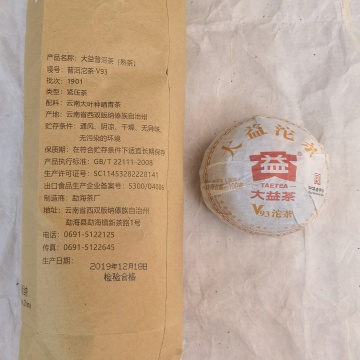 产品名称：大益普洱茶（熟茶）
唛号：普洱沱茶 V93
批次：1901
类型：紧压茶
配料：云南大叶种晒青茶
产地：云南省西双版纳傣族自治州
贮存条件：通风、阴凉、干燥、无异味、
无污染的环境
保质期：在符合贮存条件下适宜长期保存
产品执行标准：GB/T 22111-2008
生产许可证号：SC11453282228141
出口食品生产企业备案号：5300/04086
制造商：勐海茶厂
地址：云南省西双版纳傣族自治州
勐海县勐海镇新茶路1号
电话：0691-5122125
传真：0691-5122645
生产日期：
2019年12月18日
检验合格
大益沱茶
益
TAETEA
大益茶
V93沱茶